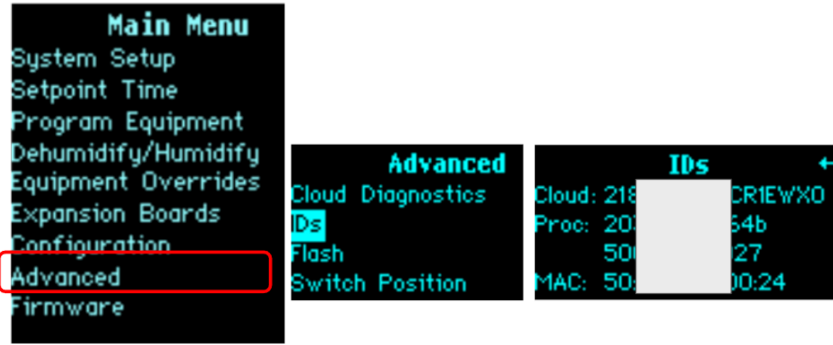 Main Menu
System Setup
Setpoint Time
Program Equipment
Dehumidify/Humidify
Equipment Overrides
Expansion Boards
Configuration
Advanced
Firmware
Advanced
Cloud Diagnostics
IDs
Flash
Switch Position
IDs ←
Cloud: 218 CR1EWX0
Proc: 20 64b
50 27
MAC: 50: 00:24